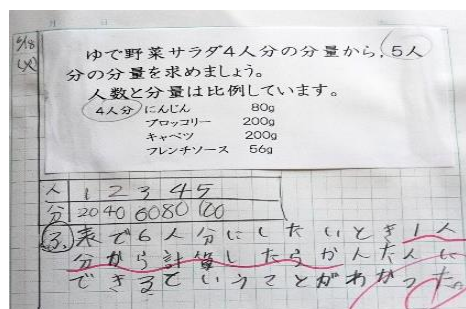 5/18
(火)
ゆで野菜サラダ4人分の分量から,5人
分の分量を求めましょう。
人数と分量は比例しています。
4人分 にんじん 80g
ブロッコリー 200g
キャベツ 200g
フレンチソース 56g
人 1 2 3 4 5
分 20 40 60 80 100
ふ 表で6人分にしたいとき1人
分から計算したらかんたんに
できるていうことがわかった。